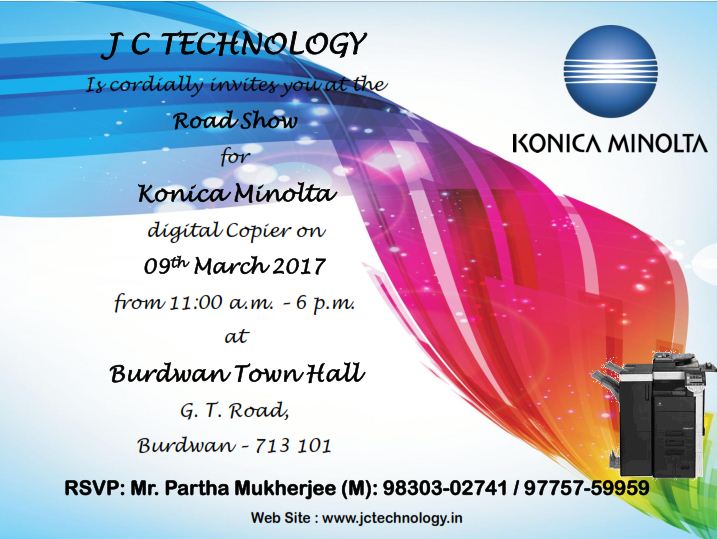 J C TECHNOLOGY
Is cordially invites you at the
Road Show
for
Konica Minolta
digital Copier on
09th March 2017
from 11:00 a.m. – 6 p.m.
at
Burdwan Town Hall
G. T. Road,
Burdwan – 713 101
KONICA MINOLTA
RSVP: Mr. Partha Mukherjee (M): 98303-02741 / 97757-59959
Web Site : www.jctechnology.in